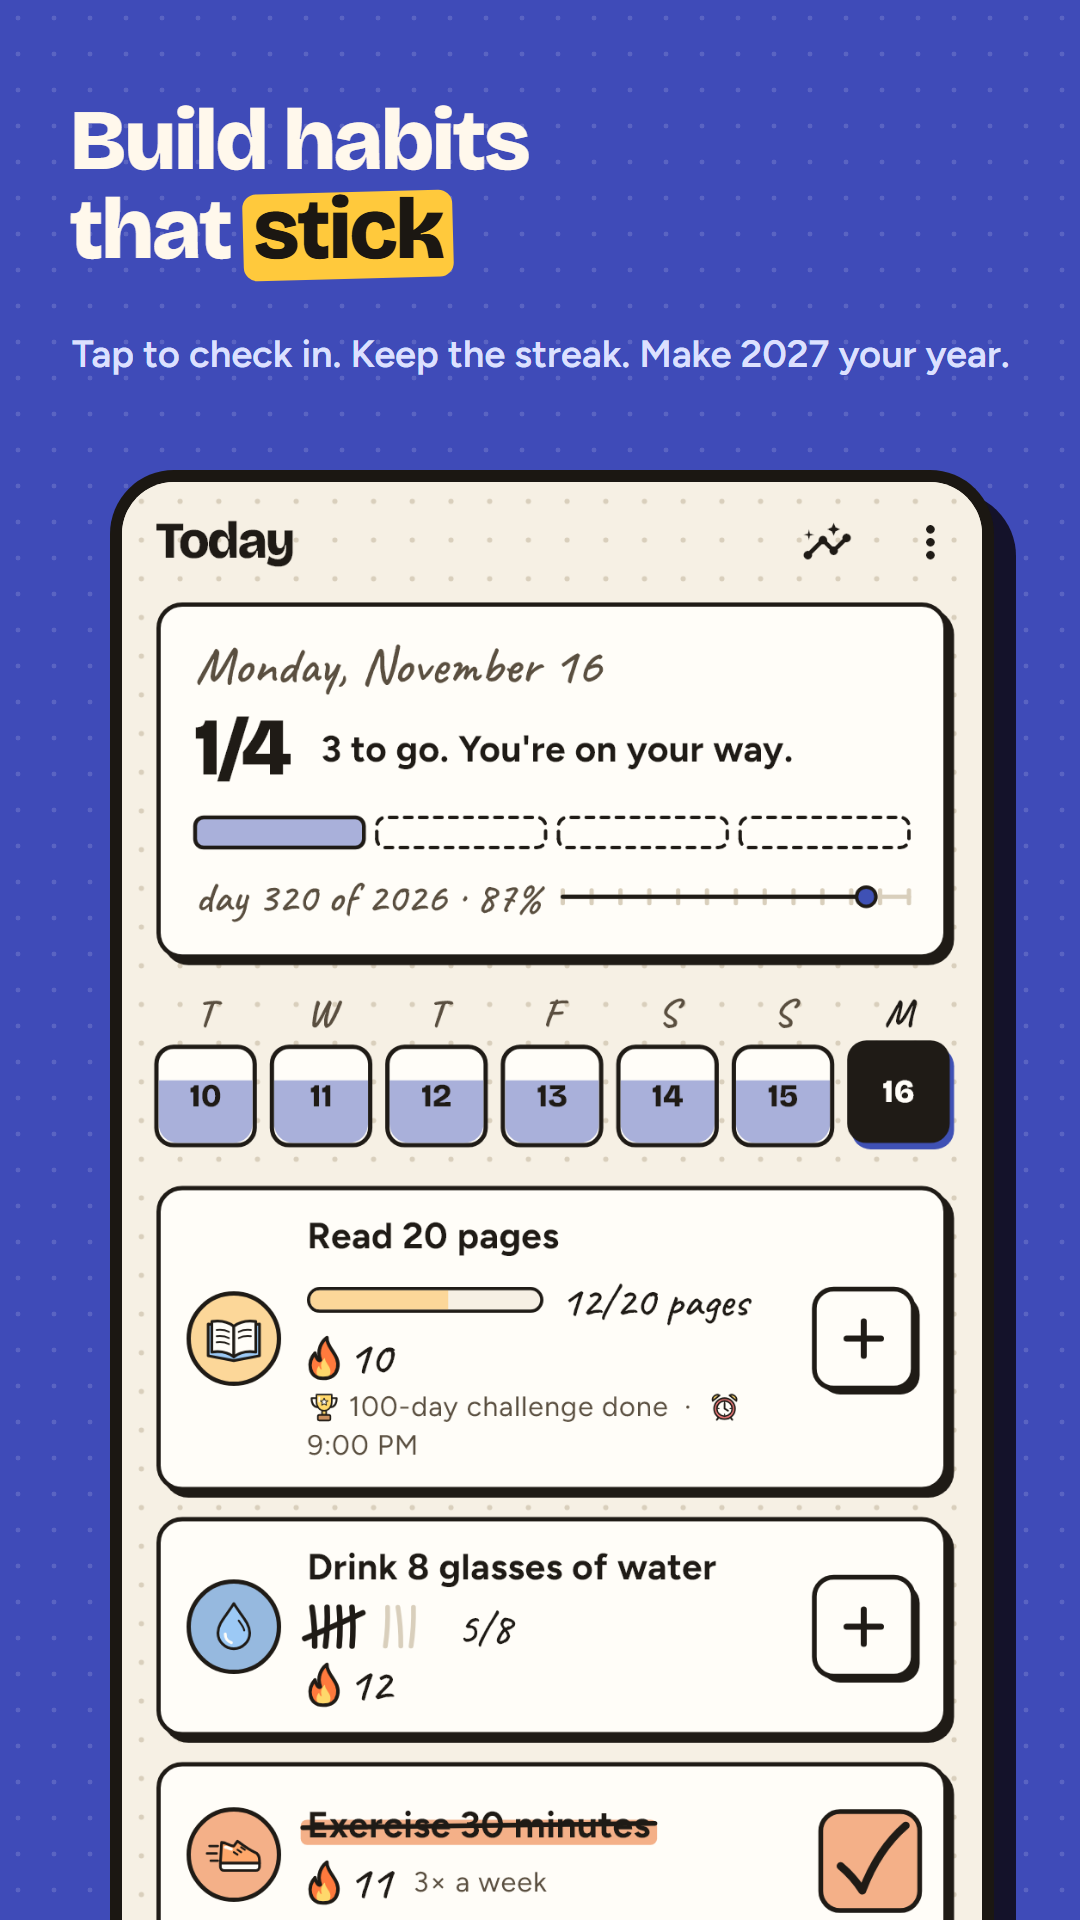 Build habits
that stick
Tap to check in. Keep the streak. Make 2027 your year.
Today
Monday, November 16
1/4 3 to go. You're on your way.
day 320 of 2026 · 87%
T W T F S S M
10 11 12 13 14 15 16
Read 20 pages
12/20 pages
10
100-day challenge done ·
9:00 PM
Drink 8 glasses of water
5/8
12
Exercise 30 minutes
11 3× a week